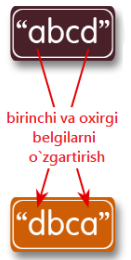 “abcd”
birinchi va oxirgi
belgilarni
o`zgartirish
“dbca”